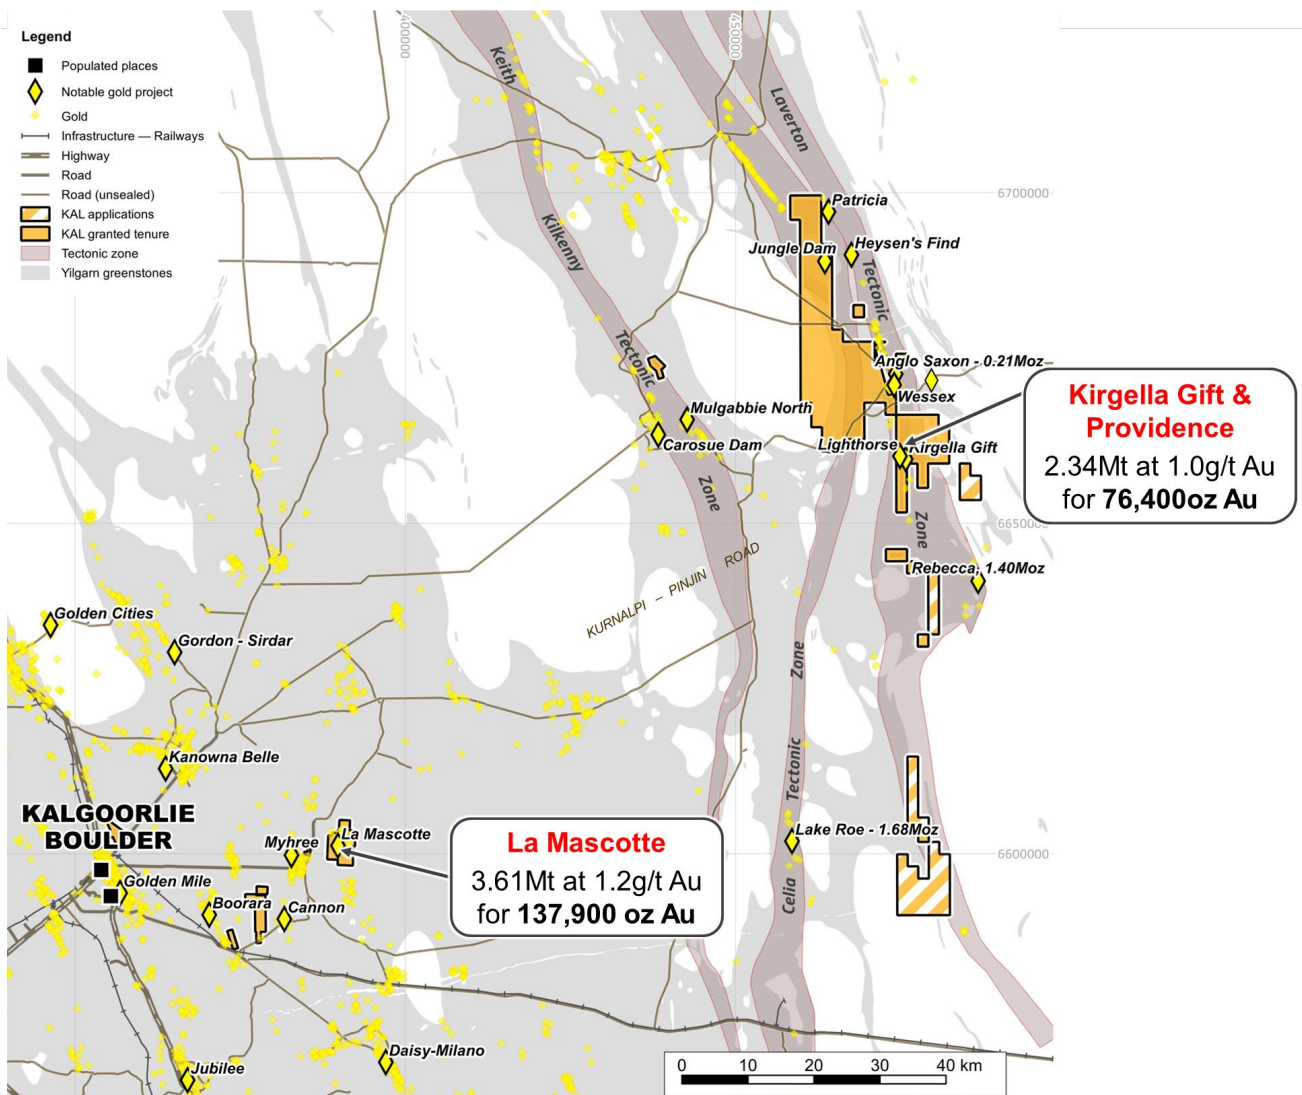 Legend
Populated places
Notable gold project
Gold
Infrastructure — Railways
Highway
Road
Road (unsealed)
KAL applications
KAL granted tenure
Tectonic zone
Yilgarn greenstones
400000
450000
Keith
Kilkenny
Tectonic
Zone
Laverton
Tectonic
Zone
6700000
Patricia
Jungle Dam
Heysen's Find
Anglo Saxon - 0.21Moz
Wessex
Mulgabbie North
Carosue Dam
Lighthorse
Kirgella Gift
Kirgella Gift &
Providence
2.34Mt at 1.0g/t Au
for 76,400oz Au
6650000
Rebecca, 1.40Moz
KURNALPI – PINJIN ROAD
Golden Cities
Gordon - Sirdar
Kanowna Belle
KALGOORLIE
BOULDER
Golden Mile
Myhree
La Mascotte
Boorara
Cannon
La Mascotte
3.61Mt at 1.2g/t Au
for 137,900 oz Au
Zone
Tectonic
Celia
Lake Roe - 1.68Moz
6600000
Daisy-Milano
Jubilee
0 10 20 30 40 km